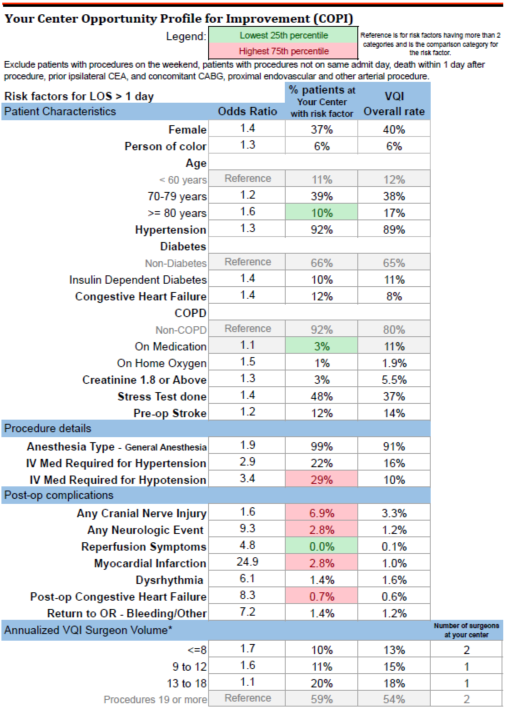 Your Center Opportunity Profile for Improvement (COPI)
Legend: Lowest 25th percentile
Highest 75th percentile
Reference is for risk factors having more than 2
categories and is the comparison category for
the risk factor.
Exclude patients with procedures on the weekend, patients with procedures not on same admit day, death within 1 day after
procedure, prior ipsilateral CEA, and concomitant CABG, proximal endovascular and other arterial procedure.
Risk factors for LOS > 1 day
Patient Characteristics Odds Ratio % patients at Your Center with risk factor VQI Overall rate
Female 1.4 37% 40%
Person of color 1.3 6% 6%
Age
< 60 years Reference 11% 12%
70-79 years 1.2 39% 38%
>= 80 years 1.6 10% 17%
Hypertension 1.3 92% 89%
Diabetes
Non-Diabetes Reference 66% 65%
Insulin Dependent Diabetes 1.4 10% 11%
Congestive Heart Failure 1.4 12% 8%
COPD
Non-COPD Reference 92% 80%
On Medication 1.1 3% 11%
On Home Oxygen 1.5 1% 1.9%
Creatinine 1.8 or Above 1.3 3% 5.5%
Stress Test done 1.4 48% 37%
Pre-op Stroke 1.2 12% 14%
Procedure details
Anesthesia Type - General Anesthesia 1.9 99% 91%
IV Med Required for Hypertension 2.9 22% 16%
IV Med Required for Hypotension 3.4 29% 10%
Post-op complications
Any Cranial Nerve Injury 1.6 6.9% 3.3%
Any Neurologic Event 9.3 2.8% 1.2%
Reperfusion Symptoms 4.8 0.0% 0.1%
Myocardial Infarction 24.9 2.8% 1.0%
Dysrhythmia 6.1 1.4% 1.6%
Post-op Congestive Heart Failure 8.3 0.7% 0.6%
Return to OR - Bleeding/Other 7.2 1.4% 1.2%
Annualized VQI Surgeon Volume* Number of surgeons at your center
<=8 1.7 10% 13% 2
9 to 12 1.6 11% 15% 1
13 to 18 1.1 20% 18% 1
Procedures 19 or more Reference 59% 54% 2